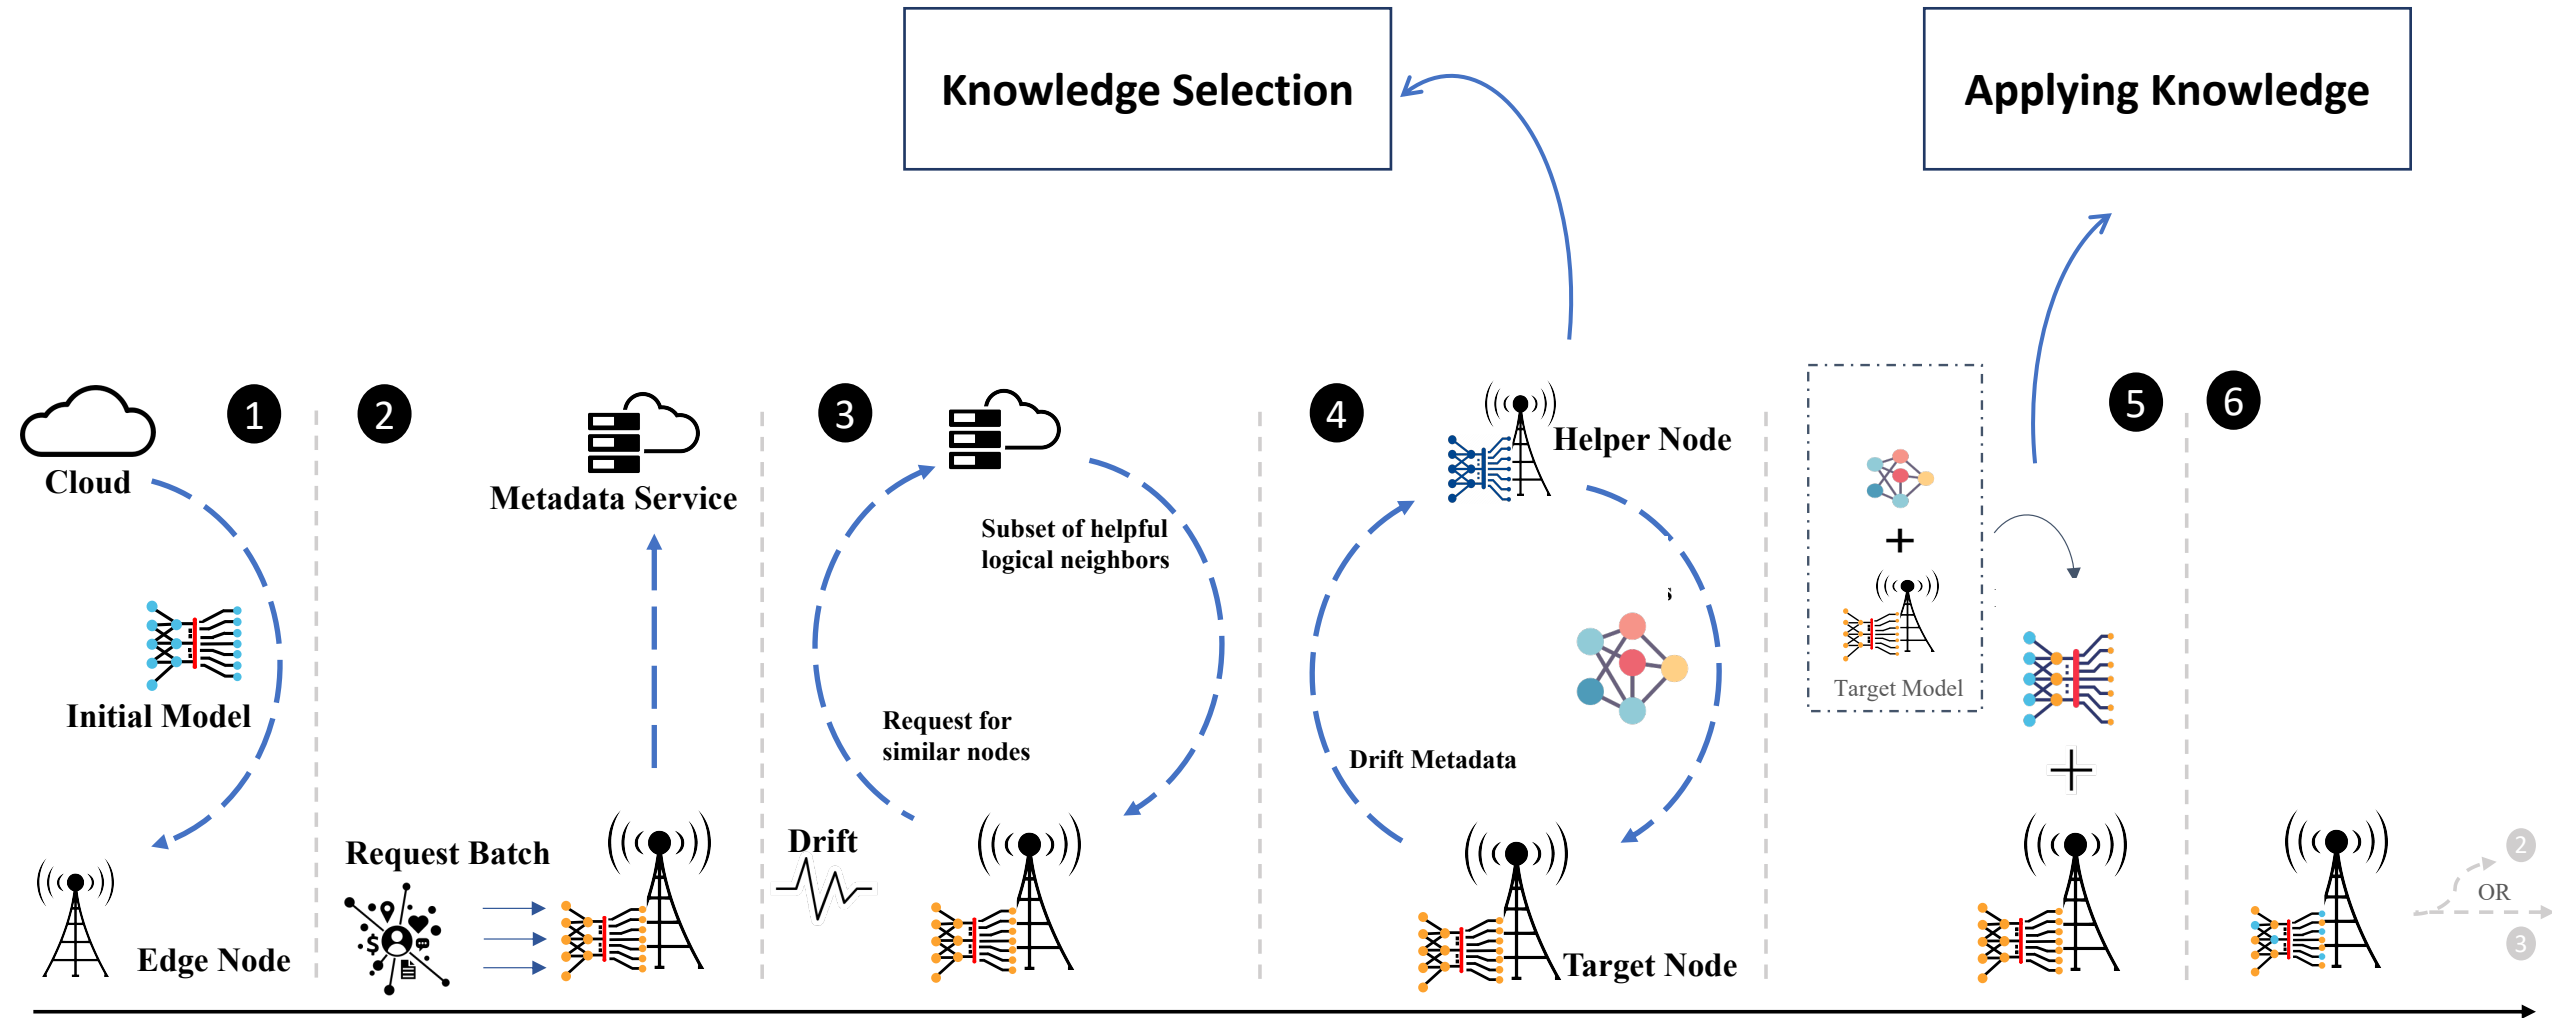 Knowledge Selection
Applying Knowledge
1
Cloud
Initial Model
Edge Node
2
Metadata Service
Request Batch
$
3
Subset of helpful
logical neighbors
Request for
similar nodes
Drift
4
Helper Node
Drift Metadata
Target Node
5
Target Model
6
2
OR
3